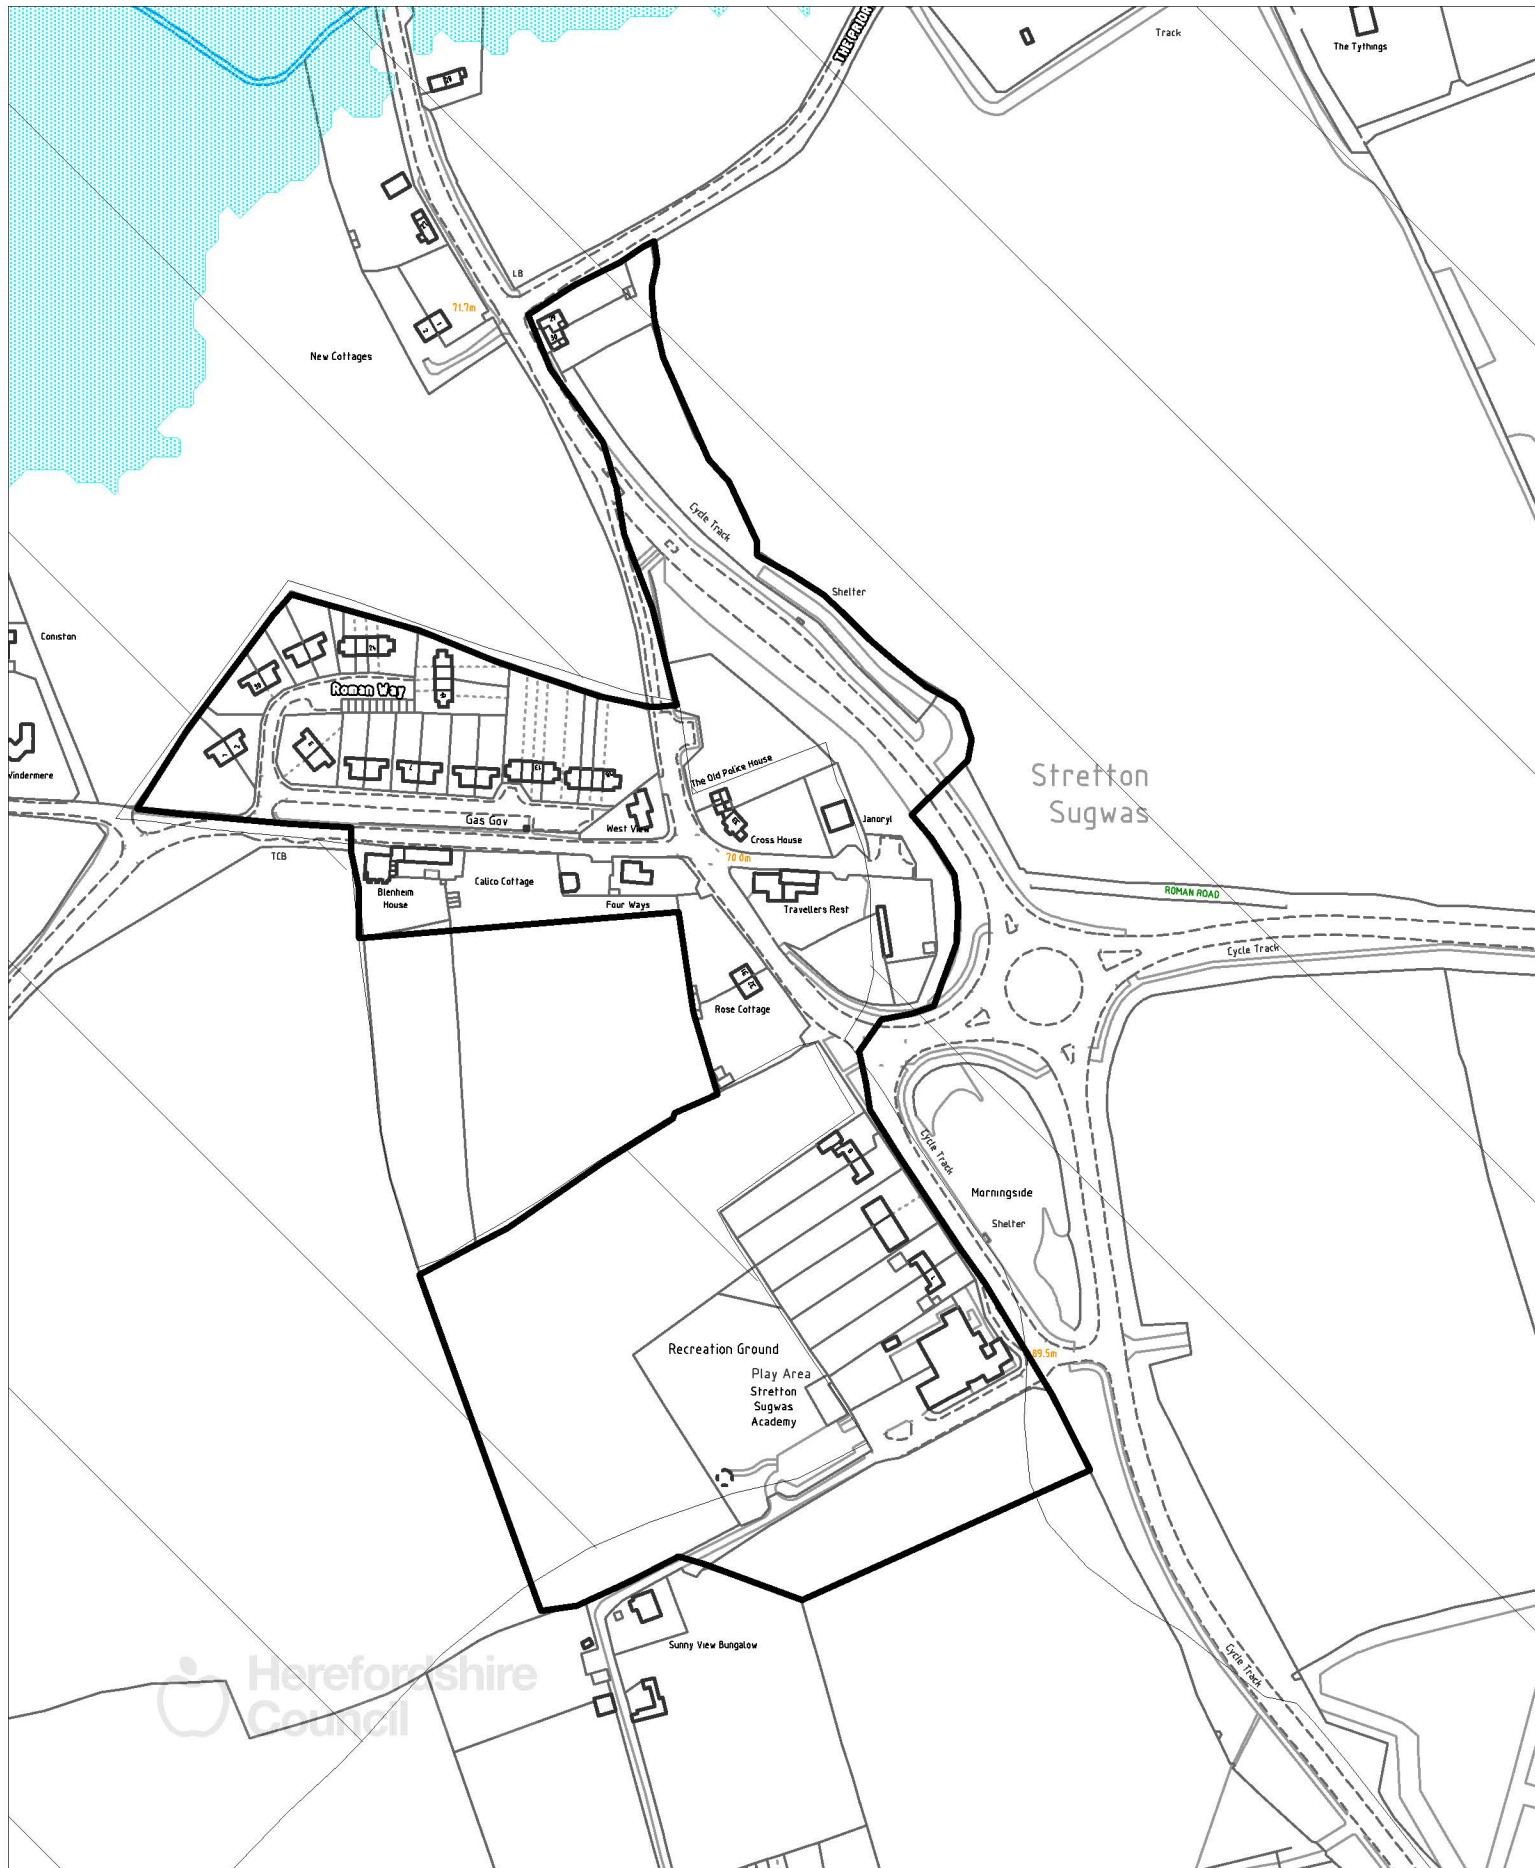 THE PRIOR
Track
The Tythings
LB
71.7m
New Cottages
Cycle Track
Shelter
Coniston
Roman Way
Stretton
Sugwas
Windermere
The Old Police House
Gas Gov
West View
Janoryl
Cross House
70.0m
TCB
Calico Cottage
Blenheim
House
Four Ways
Travellers Rest
ROMAN ROAD
Cycle Track
Rose Cottage
Cycle Track
Morningside
Shelter
Recreation Ground
89.5m
Play Area
Stretton
Sugwas
Academy
Sunny View Bungalow
Cycle Track
Herefordshire
Council